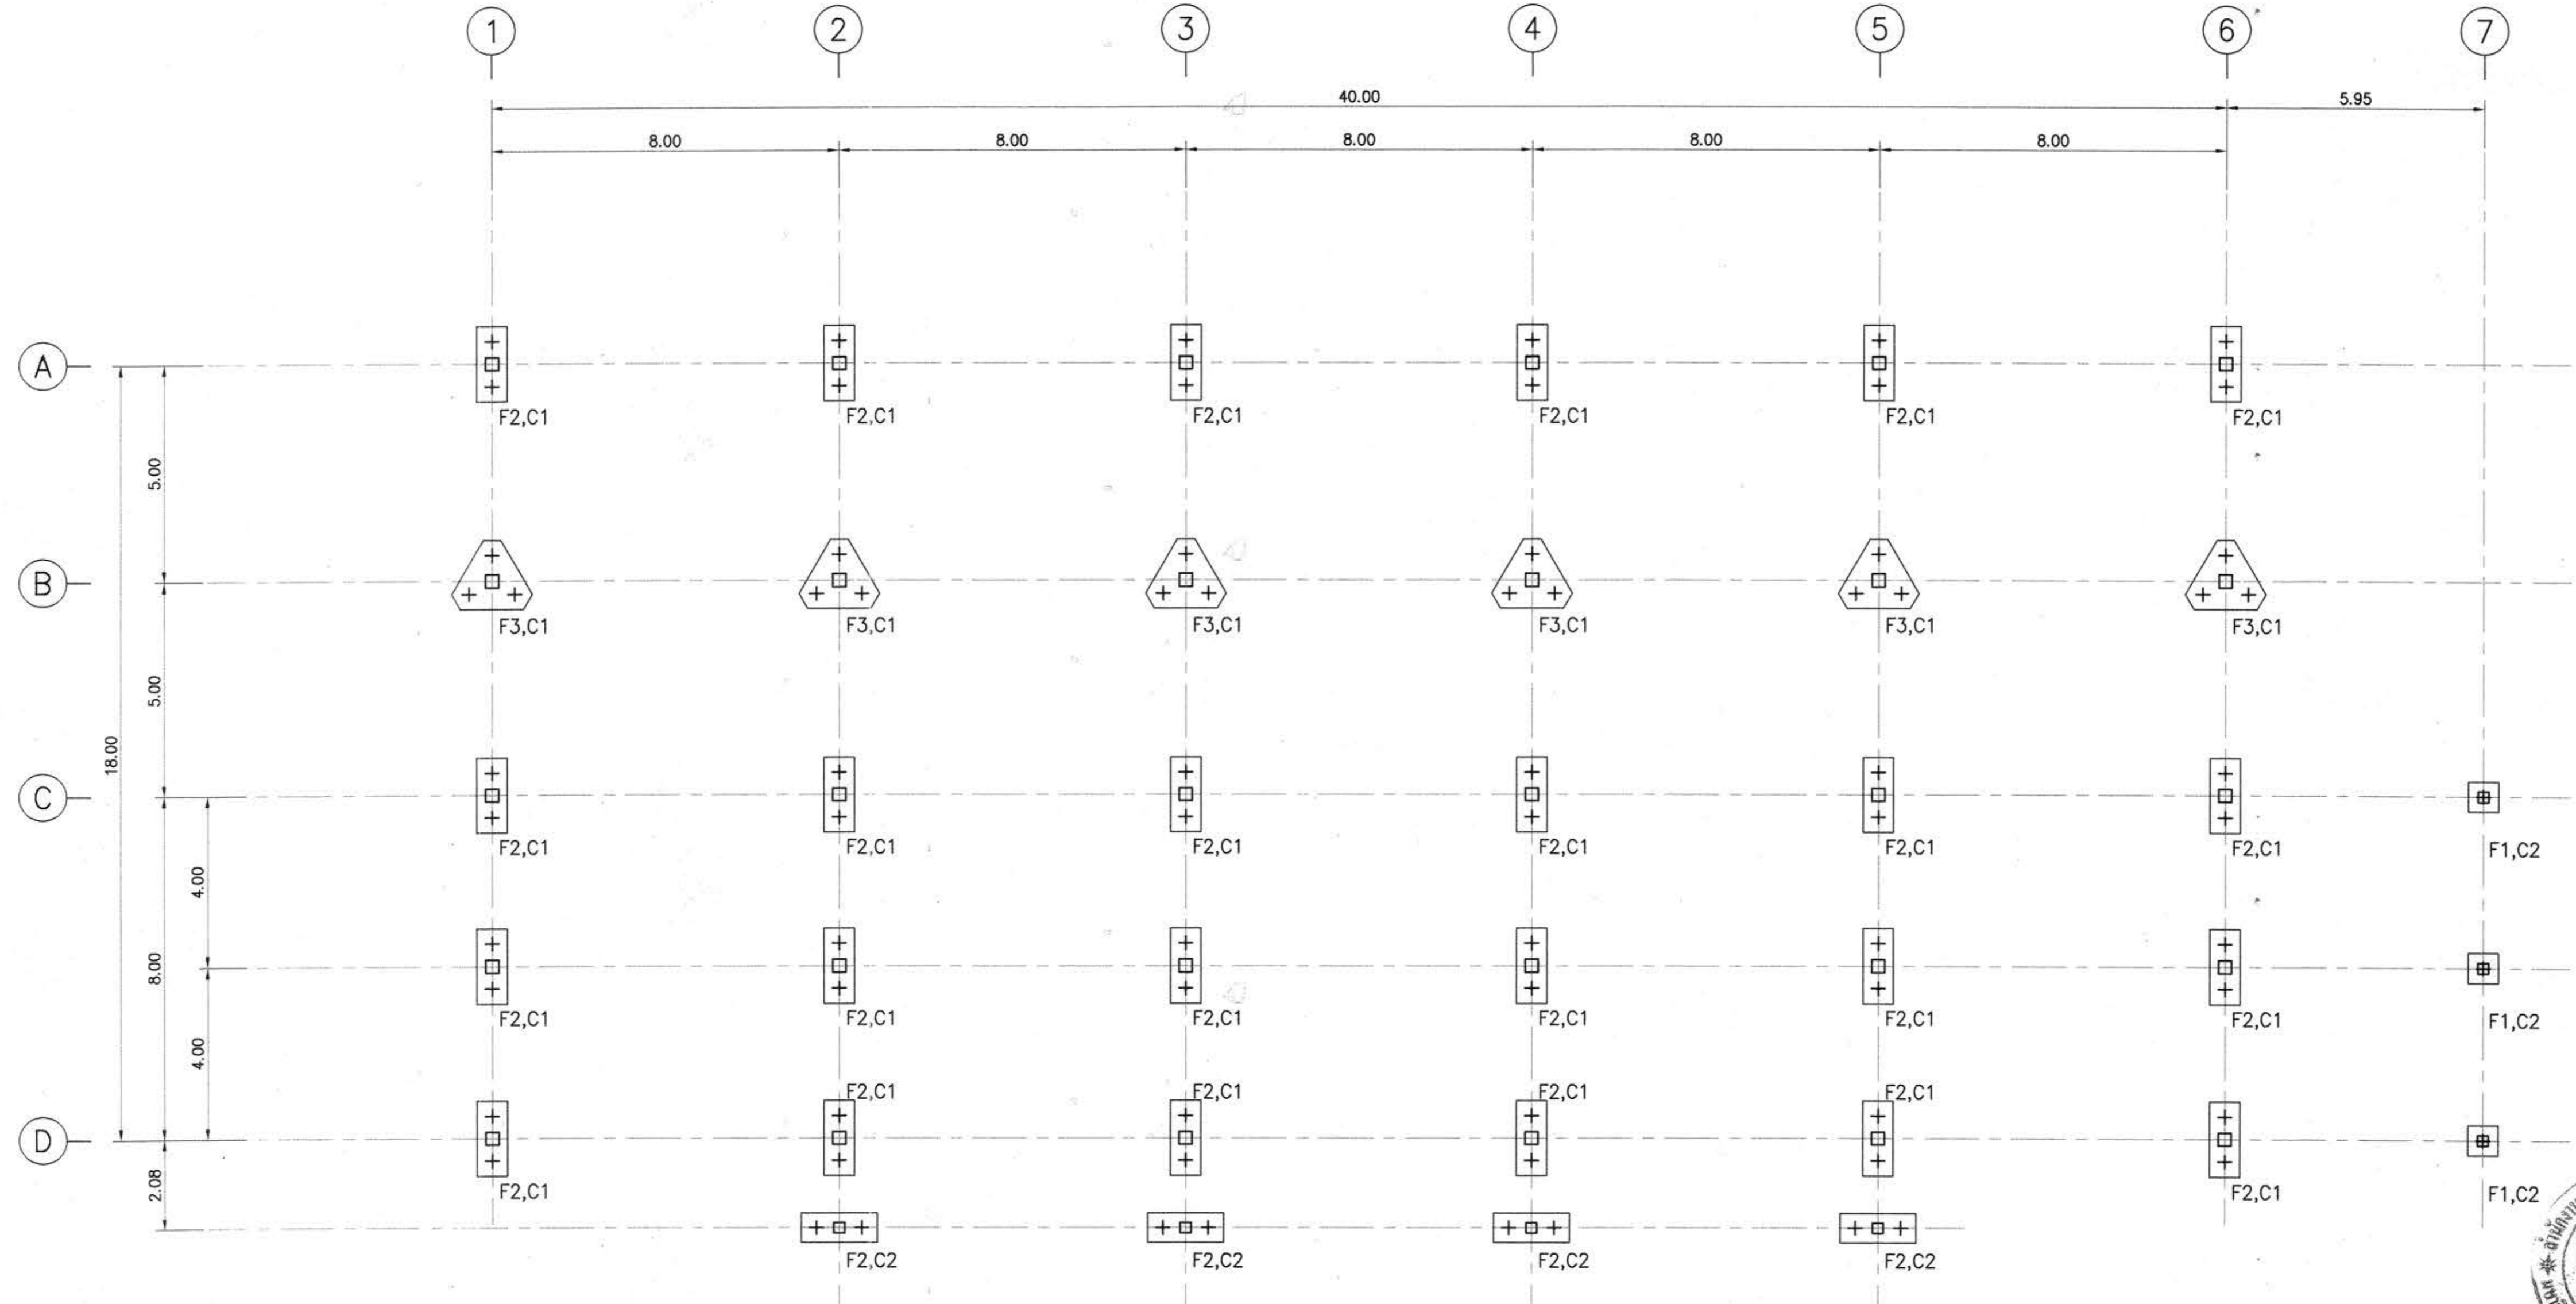 1 2 3 4 5 6 7
40.00 5.95
8.00 8.00 8.00 8.00 8.00
A
F2,C1 F2,C1 F2,C1 F2,C1 F2,C1 F2,C1
5.00
B
F3,C1 F3,C1 F3,C1 F3,C1 F3,C1 F3,C1
5.00
18.00
C
F2,C1 F2,C1 F2,C1 F2,C1 F2,C1 F2,C1 F1,C2
4.00
8.00
F2,C1 F2,C1 F2,C1 F2,C1 F2,C1 F2,C1 F1,C2
4.00
F2,C1 F2,C1 F2,C1 F2,C1
D
2.08
F2,C1 F2,C1 F1,C2
F2,C2 F2,C2 F2,C2 F2,C2